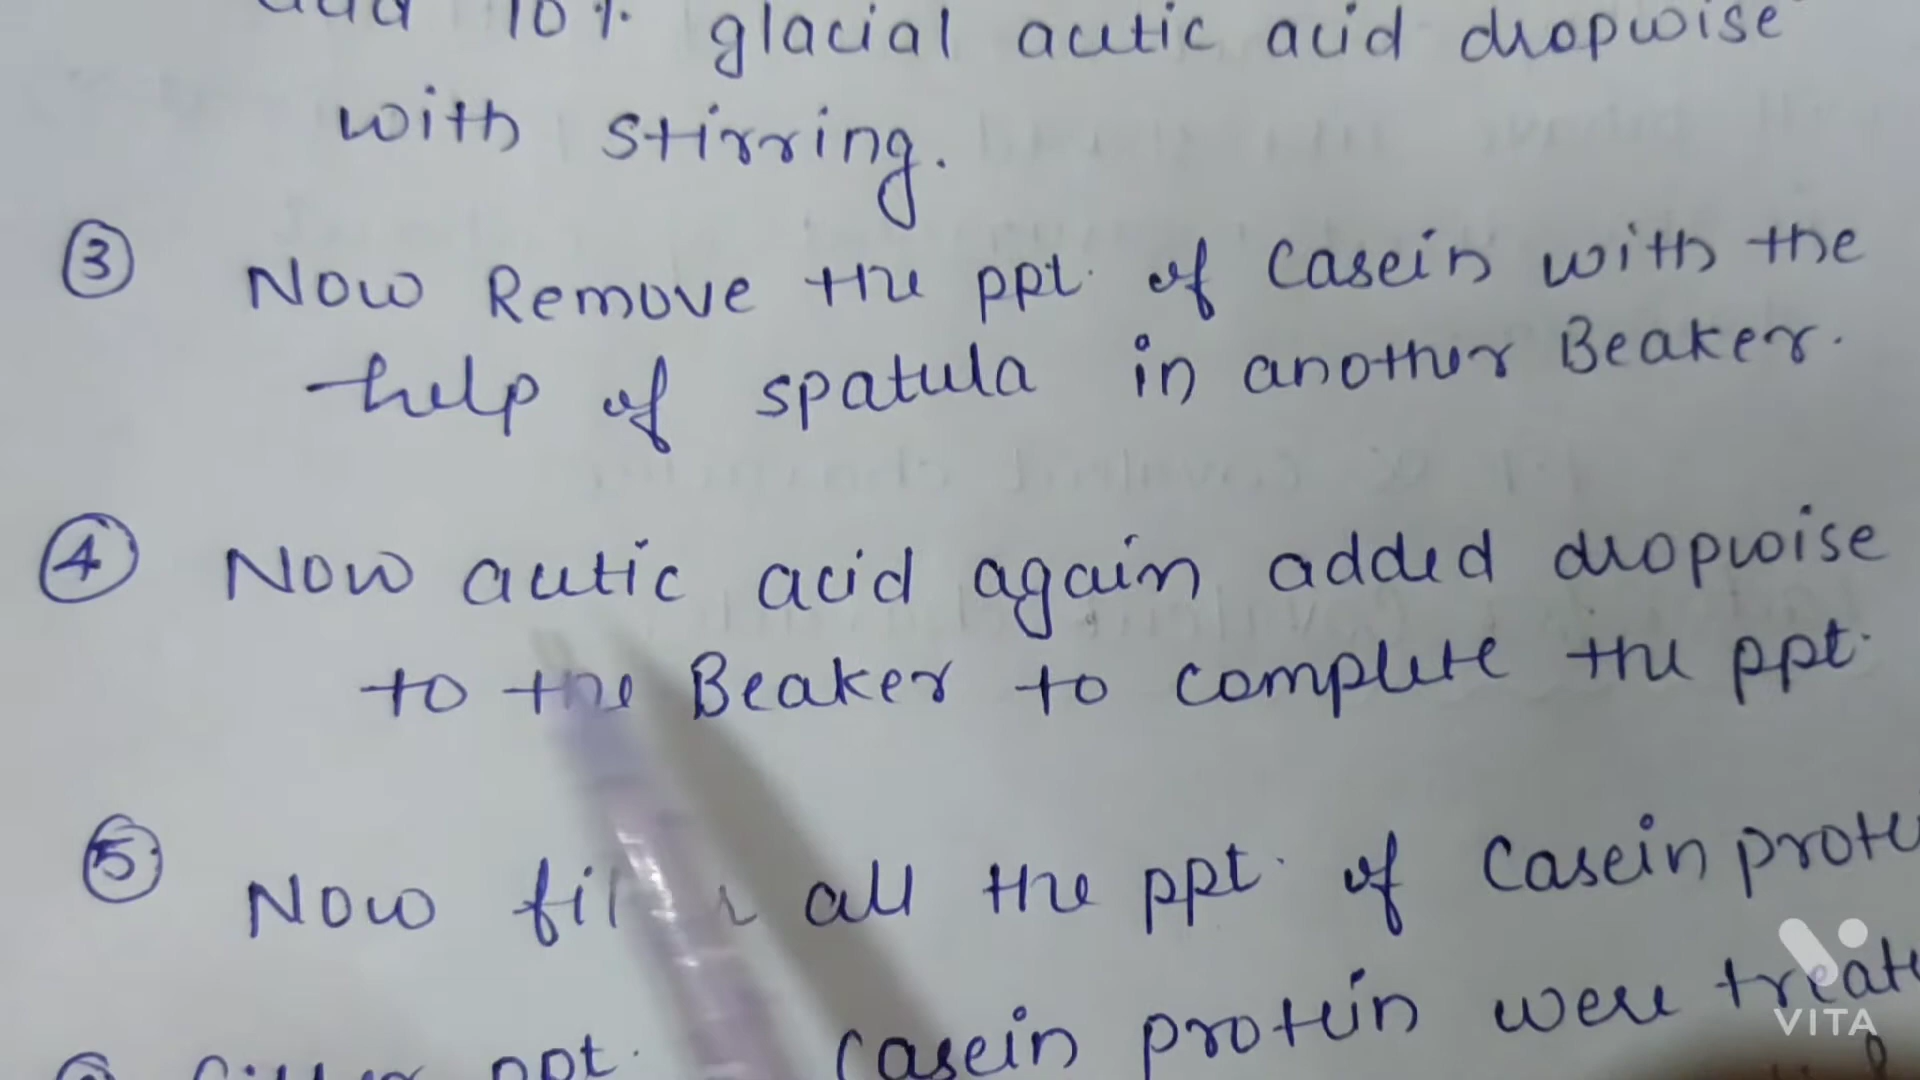 add 10% glacial acetic acid dropwise
with stirring.
③ Now Remove the ppt. of Casein with the
help of spatula in another Beaker.
④ Now acetic acid again added dropwise
to the Beaker to complete the ppt.
⑤ Now all the ppt. of Casein
ppt. Casein protein were
VITA